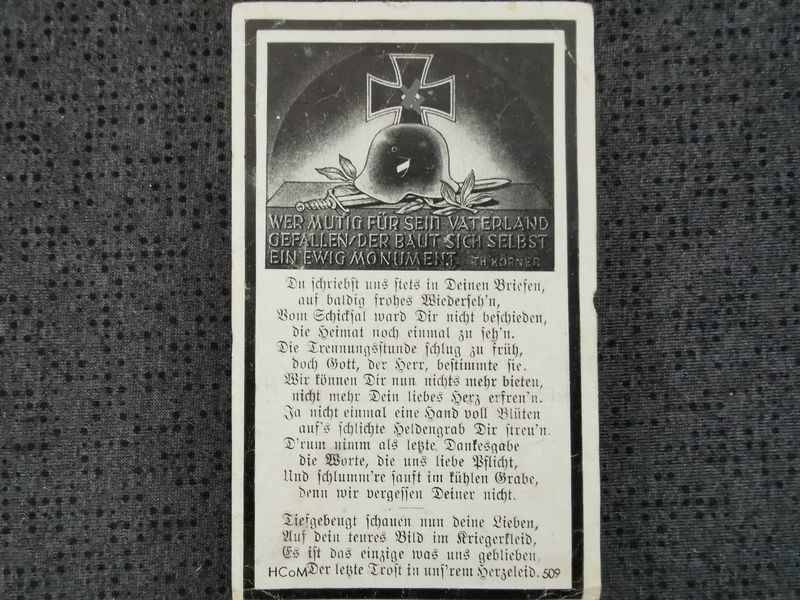 WER MUTIG FÜR SEIN VATERLAND
GEFALLEN/DER BAUT SICH SELBST
EIN EWIG MONUMENT TH. KÖRNER
Du schriebst uns stets in Deinen Briefen,
auf baldig frohes Wiederseh'n,
Vom Schicksal ward Dir nicht beschieden,
die Heimat noch einmal zu seh'n.
Die Trennungsstunde schlug zu früh,
doch Gott, der Herr, bestimmte sie.
Wir können Dir nun nichts mehr bieten,
nicht mehr Dein liebes Herz erfren'n.
Ja nicht einmal eine Hand voll Blüten
auf's schlichte Heldengrab Dir streu'n.
D'rum nimm als letzte Dankesgabe
die Worte, die uns liebe Pflicht,
Und schlumm're sanft im kühlen Grabe,
denn wir vergessen Deiner nicht.
Tiefgebengt schauen nun deine Lieben,
Auf dein teures Bild im Kriegerkleid,
Es ist das einzige was uns geblieben,
HCoM Der letzte Trost in uns'rem Herzeleid. 509